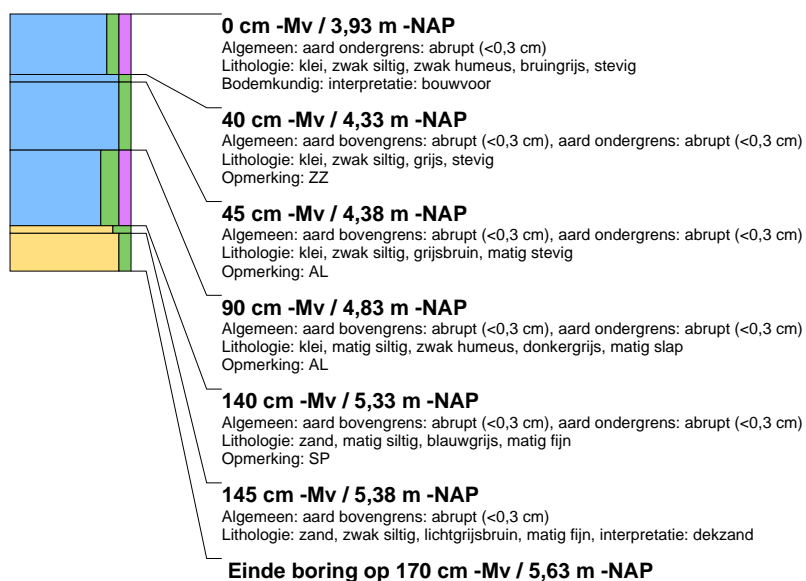 0 cm -Mv / 3,93 m -NAP
Algemeen: aard ondergrens: abrupt (<0,3 cm)
Lithologie: klei, zwak siltig, zwak humeus, bruingrijs, stevig
Bodemkundig: interpretatie: bouwvoor
40 cm -Mv / 4,33 m -NAP
Algemeen: aard bovengrens: abrupt (<0,3 cm), aard ondergrens: abrupt (<0,3 cm)
Lithologie: klei, zwak siltig, grijs, stevig
Opmerking: ZZ
45 cm -Mv / 4,38 m -NAP
Algemeen: aard bovengrens: abrupt (<0,3 cm), aard ondergrens: abrupt (<0,3 cm)
Lithologie: klei, zwak siltig, grijsbruin, matig stevig
Opmerking: AL
90 cm -Mv / 4,83 m -NAP
Algemeen: aard bovengrens: abrupt (<0,3 cm), aard ondergrens: abrupt (<0,3 cm)
Lithologie: klei, matig siltig, zwak humeus, donkergrijs, matig slap
Opmerking: AL
140 cm -Mv / 5,33 m -NAP
Algemeen: aard bovengrens: abrupt (<0,3 cm), aard ondergrens: abrupt (<0,3 cm)
Lithologie: zand, matig siltig, blauwgrijs, matig fijn
Opmerking: SP
145 cm -Mv / 5,38 m -NAP
Algemeen: aard bovengrens: abrupt (<0,3 cm)
Lithologie: zand, zwak siltig, lichtgrijsbruin, matig fijn, interpretatie: dekzand
Einde boring op 170 cm -Mv / 5,63 m -NAP